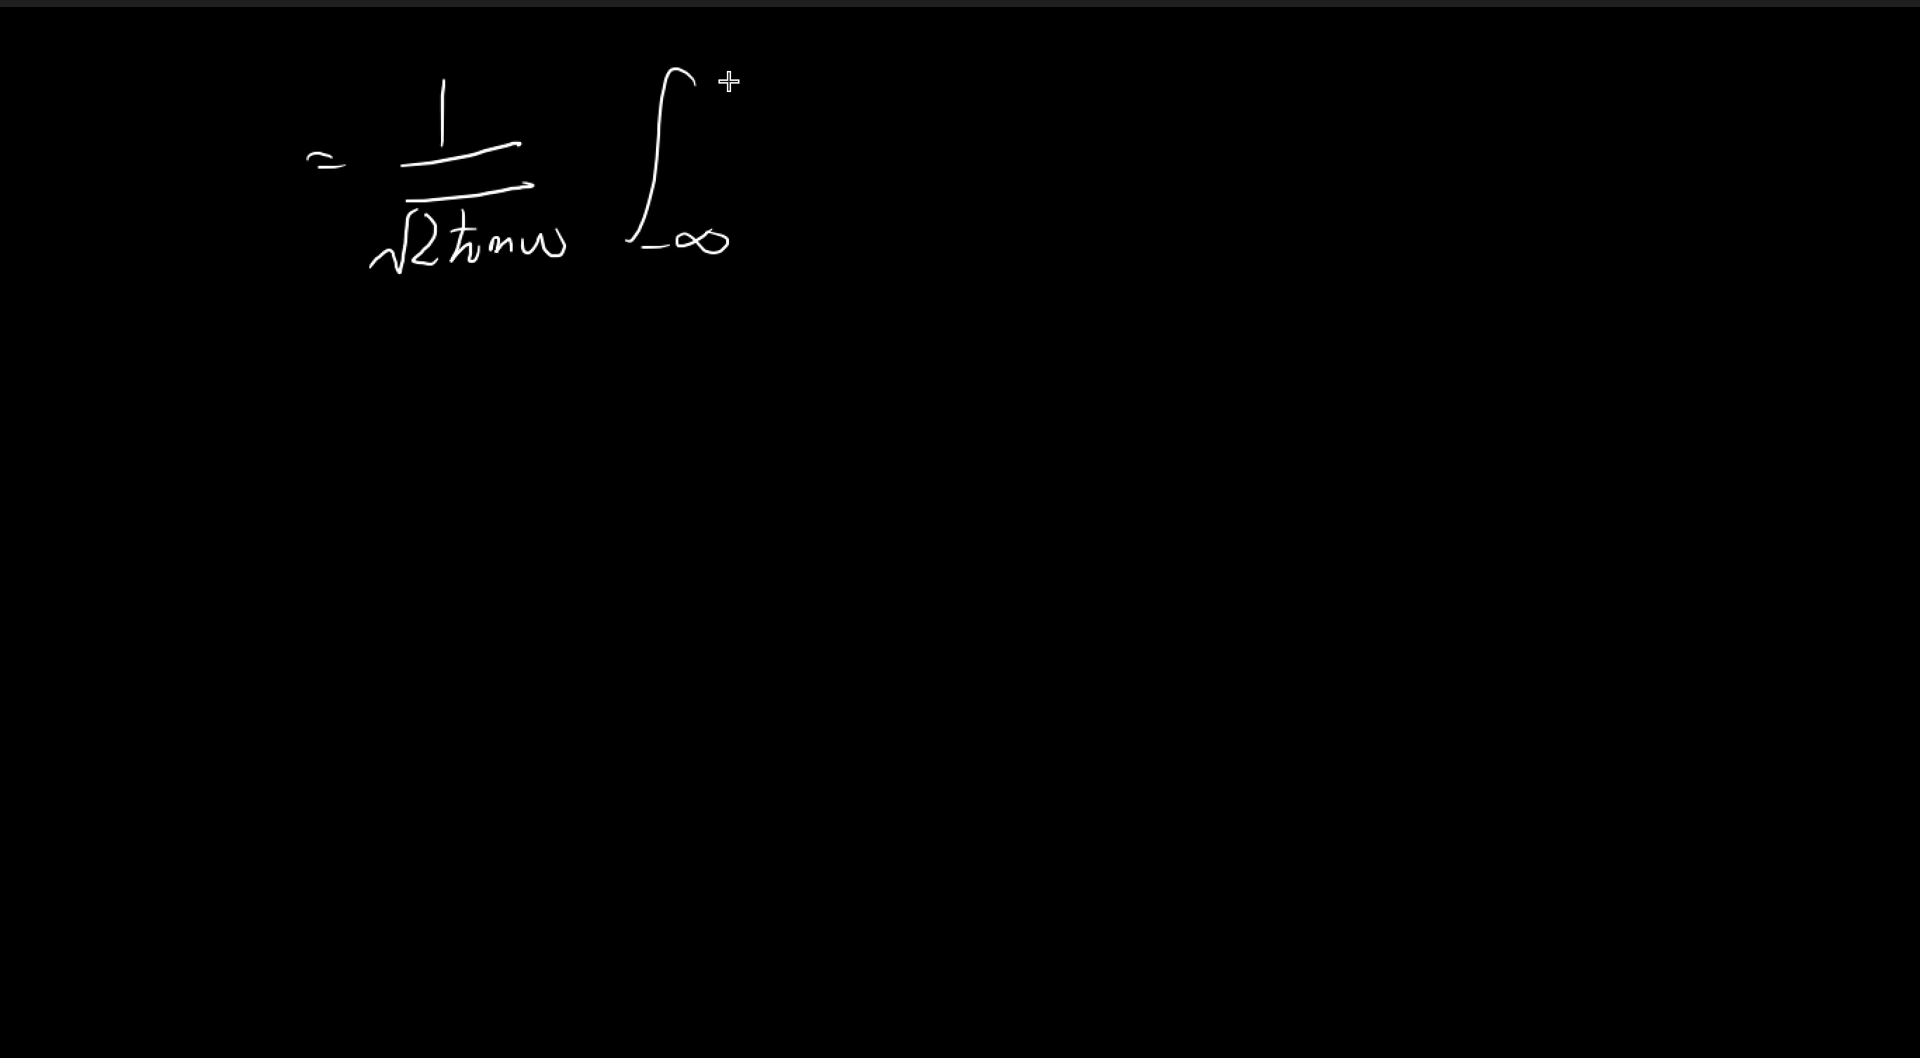 = 1/√2ħmω ∫_-∞